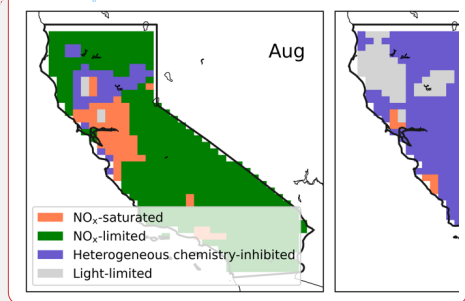 Aug
NOx-saturated
NOx-limited
Heterogeneous chemistry-inhibited
Light-limited